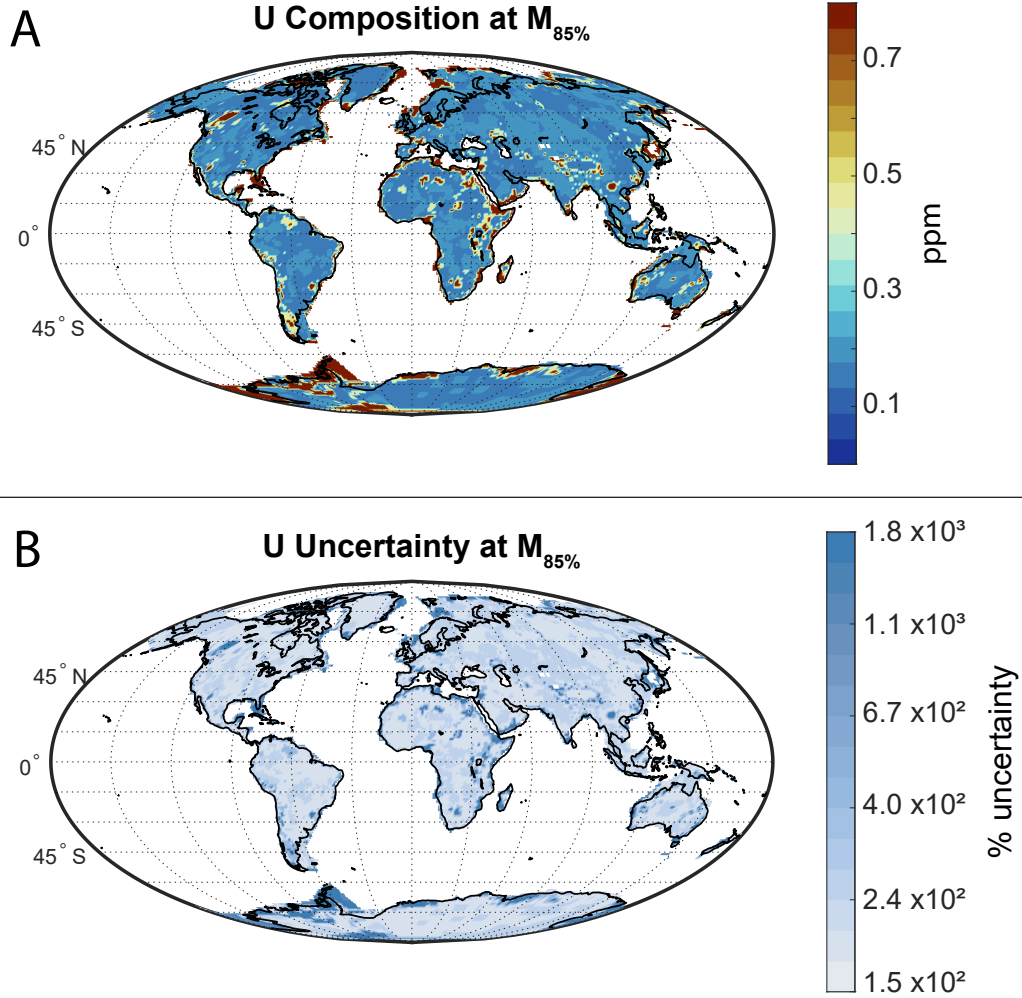 A
U Composition at M85%
45° N
0°
45° S
0.7
0.5
0.3
0.1
ppm
B
U Uncertainty at M85%
45° N
0°
45° S
1.8 x10³
1.1 x10³
6.7 x10²
4.0 x10²
2.4 x10²
1.5 x10²
% uncertainty